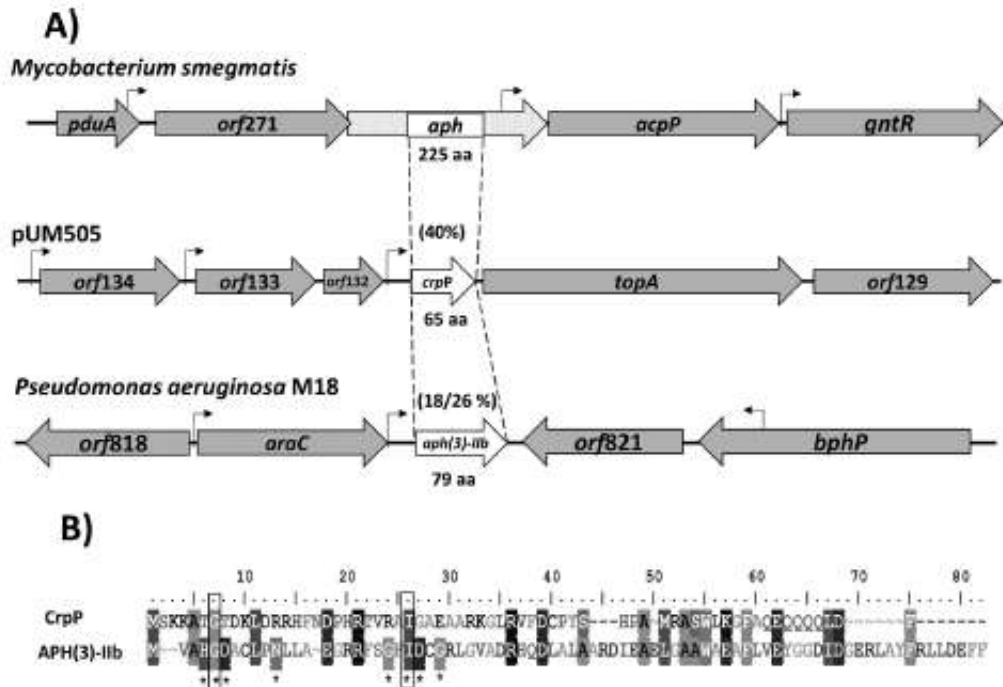 A)
Mycobacterium smegmatis
pduA orf271 aph acpP gntR
225 aa
pUM505
(40%)
orf134 orf133 orf132 crpP topA orf129
65 aa
Pseudomonas aeruginosa M18
(18/26 %)
orf818 araC aph(3)-IIb orf821 bphP
79 aa
B)
10 20 30 40 50 60 70 80
CrpP
APH(3)-IIb
* * * * * * * *